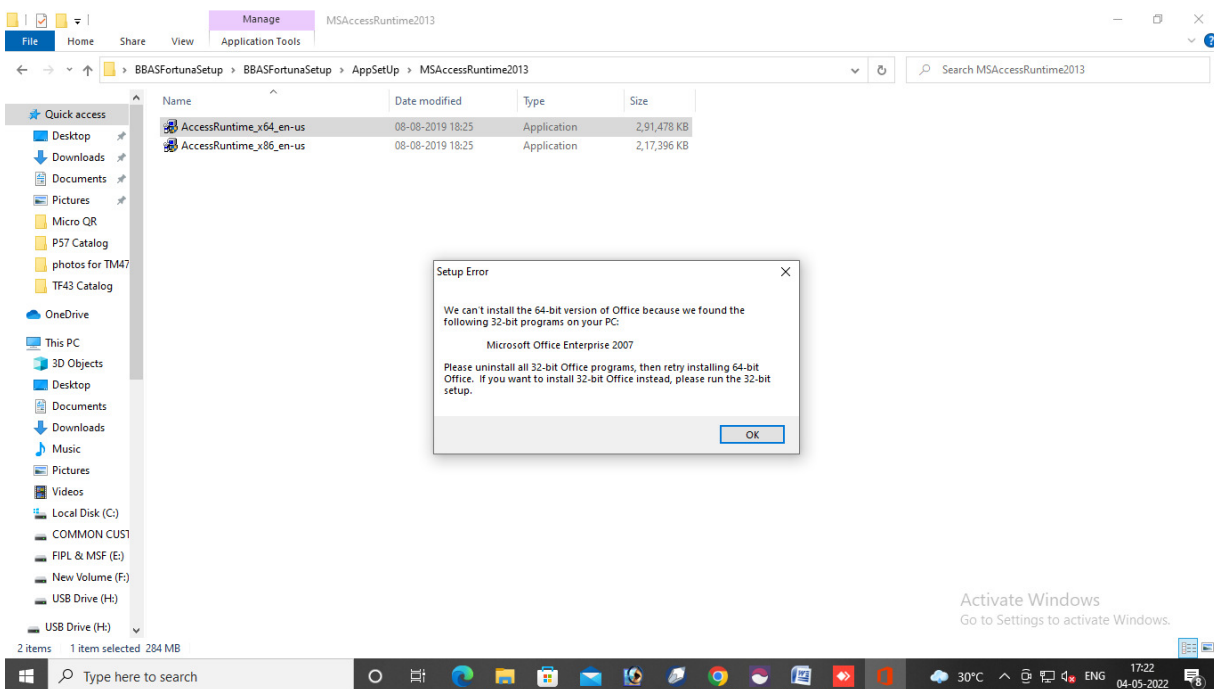 Manage
MSAccessRuntime2013
File
Home
Share
View
Application Tools
BBASFortunaSetup
BBASFortunaSetup
AppSetUp
MSAccessRuntime2013
Search MSAccessRuntime2013
Name
Date modified
Type
Size
AccessRuntime_x64_en-us
08-08-2019 18:25
Application
2,91,478 KB
AccessRuntime_x86_en-us
08-08-2019 18:25
Application
2,17,396 KB
Quick access
Desktop
Downloads
Documents
Pictures
Micro QR
P57 Catalog
photos for TM47
TF43 Catalog
OneDrive
This PC
3D Objects
Desktop
Documents
Downloads
Music
Pictures
Videos
Local Disk (C:)
COMMON CUST
FIPL & MSF (E:)
New Volume (F:)
USB Drive (H:)
USB Drive (H:)
Setup Error
We can't install the 64-bit version of Office because we found the
following 32-bit programs on your PC:
Microsoft Office Enterprise 2007
Please uninstall all 32-bit Office programs, then retry installing 64-bit
Office. If you want to install 32-bit Office instead, please run the 32-bit
setup.
OK
Activate Windows
Go to Settings to activate Windows.
2 items
1 item selected 284 MB
Type here to search
30°C
ENG
17:22
04-05-2022
8